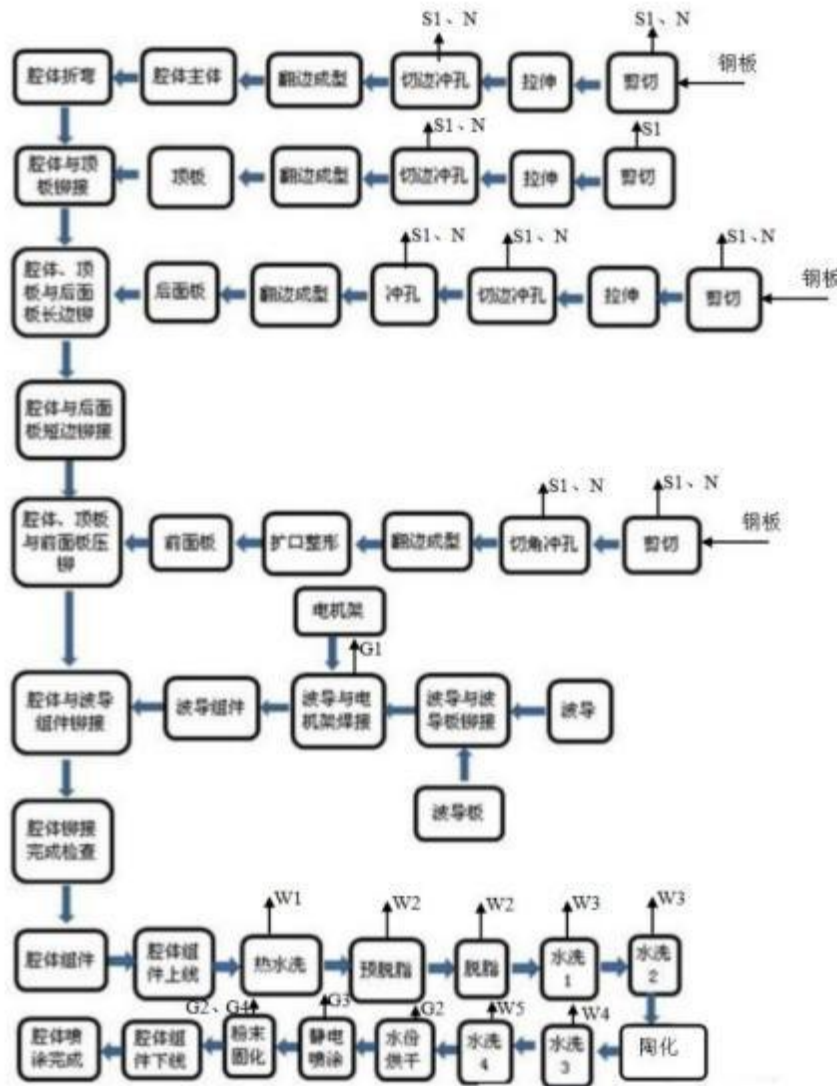 S1、N
S1、N
腔体折弯
腔体主体
翻边成型
切边冲孔
拉伸
剪切
钢板
S1、N
S1
腔体与顶
板铆接
顶板
翻边成型
切边冲孔
拉伸
剪切
S1、N
S1、N
S1、N
腔体、顶
板与后面
板长边铆
后面板
翻边成型
冲孔
切边冲孔
拉伸
剪切
钢板
腔体与后面
板短边铆接
S1、N
S1、N
腔体、顶板
与前面板压
铆
前面板
扩口整形
翻边成型
切角冲孔
剪切
钢板
电机架
G1
腔体与波导
组件铆接
波导组件
波导与电
机架焊接
波导与波
导板铆接
波导
波导板
腔体铆接
完成检查
W1
W2
W2
W3
W3
腔体组件
腔体组
件上线
热水洗
预脱脂
脱脂
水洗
1
水洗
2
G2、G4
G3
G2
W5
W4
腔体喷
涂完成
腔体组
件下线
粉末
固化
静电
喷涂
水份
烘干
水洗
4
水洗
3
陶化